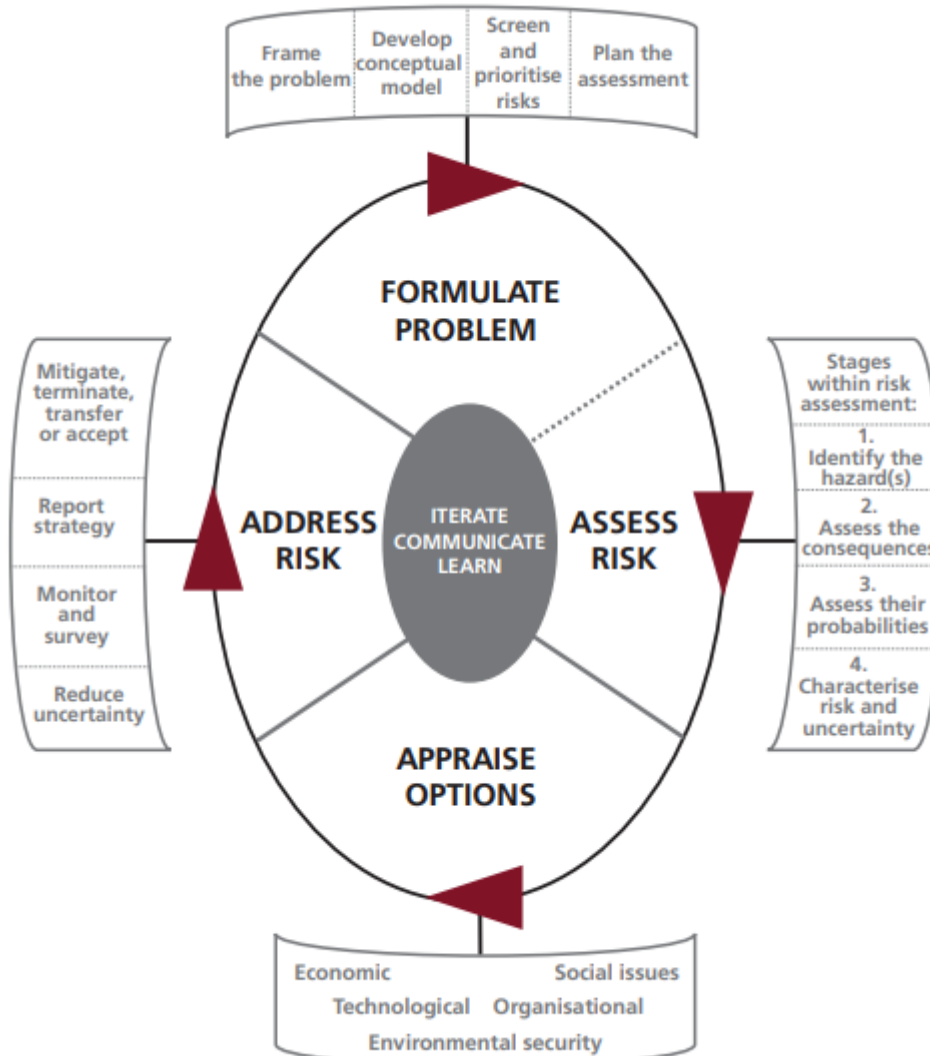 Frame
the problem
Develop
conceptual
model
Screen
and
prioritise
risks
Plan the
assessment
FORMULATE
PROBLEM
Mitigate,
terminate,
transfer
or accept
Report
strategy
Monitor
and
survey
Reduce
uncertainty
ADDRESS
RISK
ITERATE
COMMUNICATE
LEARN
ASSESS
RISK
Stages
within risk
assessment:
1.
Identify the
hazard(s)
2.
Assess the
consequences
3.
Assess their
probabilities
4.
Characterise
risk and
uncertainty
APPRAISE
OPTIONS
Economic Social issues
Technological Organisational
Environmental security